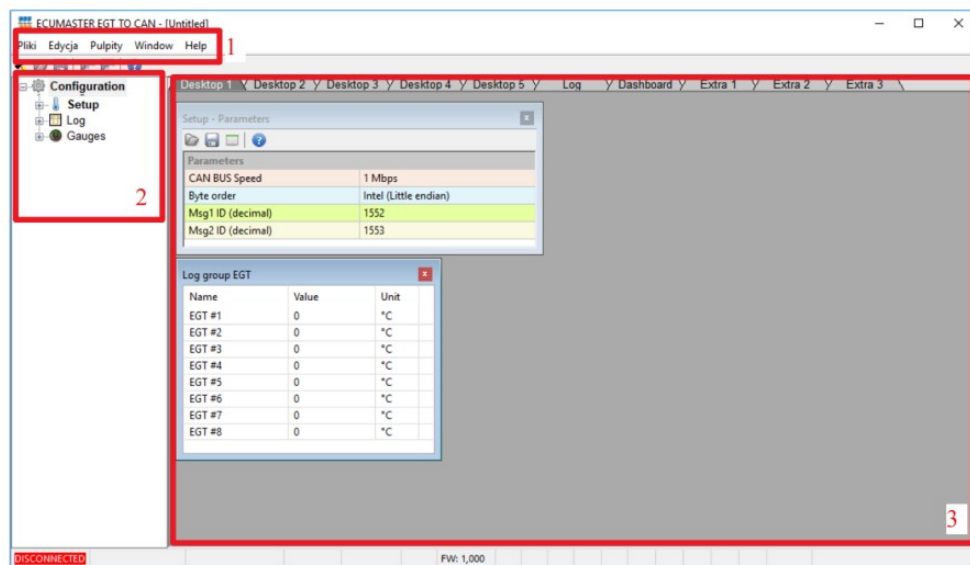 ECUMASTER EGT TO CAN - [Untitled]
Pliki Edycja Pulpity Window Help
1
Configuration
Setup
Log
Gauges
2
Desktop 1 Desktop 2 Desktop 3 Desktop 4 Desktop 5 Log Dashboard Extra 1 Extra 2 Extra 3
Setup - Parameters
Parameters
CAN BUS Speed 1 Mbps
Byte order Intel (Little endian)
Msg1 ID (decimal) 1552
Msg2 ID (decimal) 1553
Log group EGT
Name Value Unit
EGT #1 0 °C
EGT #2 0 °C
EGT #3 0 °C
EGT #4 0 °C
EGT #5 0 °C
EGT #6 0 °C
EGT #7 0 °C
EGT #8 0 °C
3
DISCONNECTED FW: 1,000